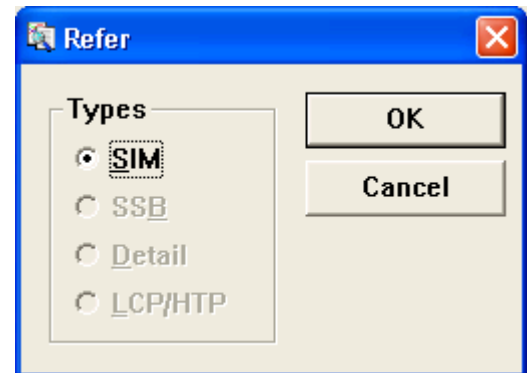 Refer
Types
SIM
SSB
Detail
LCP/HTP
OK
Cancel